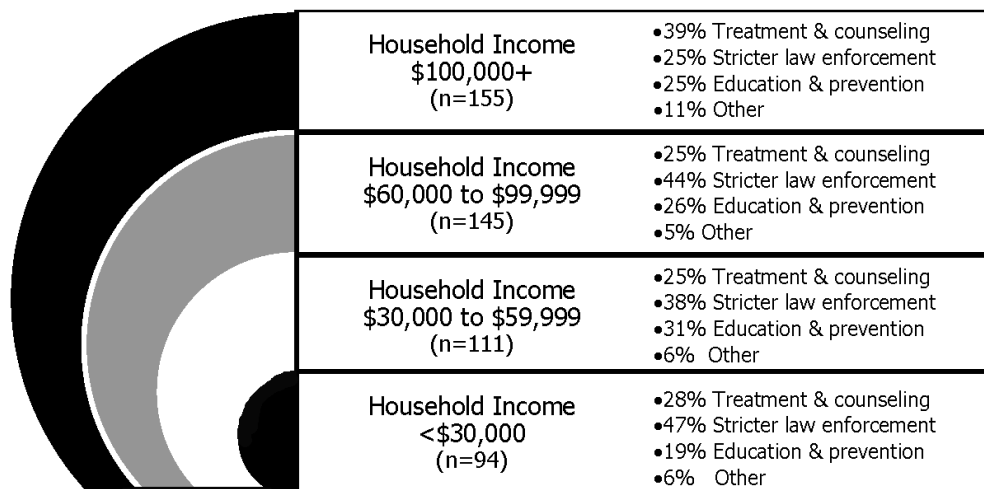 Household Income
$100,000+
(n=155)
•39% Treatment & counseling
•25% Stricter law enforcement
•25% Education & prevention
•11% Other
Household Income
$60,000 to $99,999
(n=145)
•25% Treatment & counseling
•44% Stricter law enforcement
•26% Education & prevention
•5% Other
Household Income
$30,000 to $59,999
(n=111)
•25% Treatment & counseling
•38% Stricter law enforcement
•31% Education & prevention
•6% Other
Household Income
<$30,000
(n=94)
•28% Treatment & counseling
•47% Stricter law enforcement
•19% Education & prevention
•6% Other